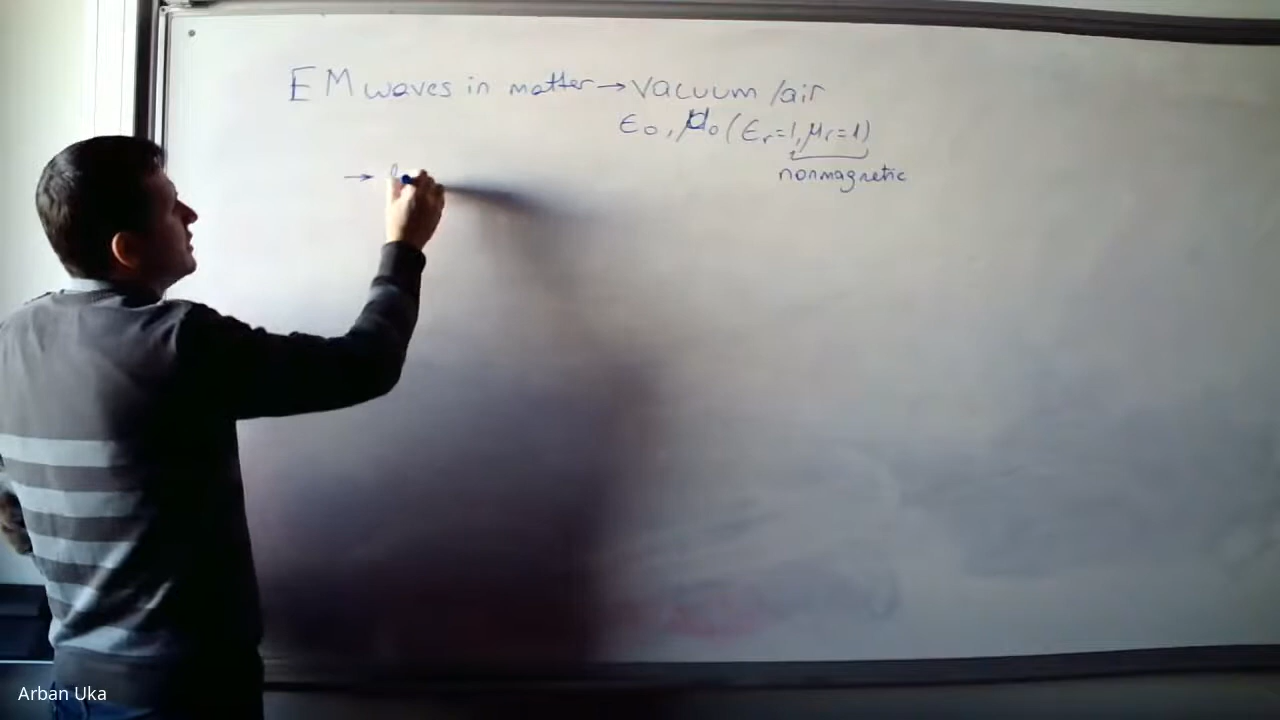 EM waves in matter → vacuum /air
ϵ₀, μ₀ (ϵᵣ=1, μᵣ=1)
nonmagnetic
→
Arban Uka